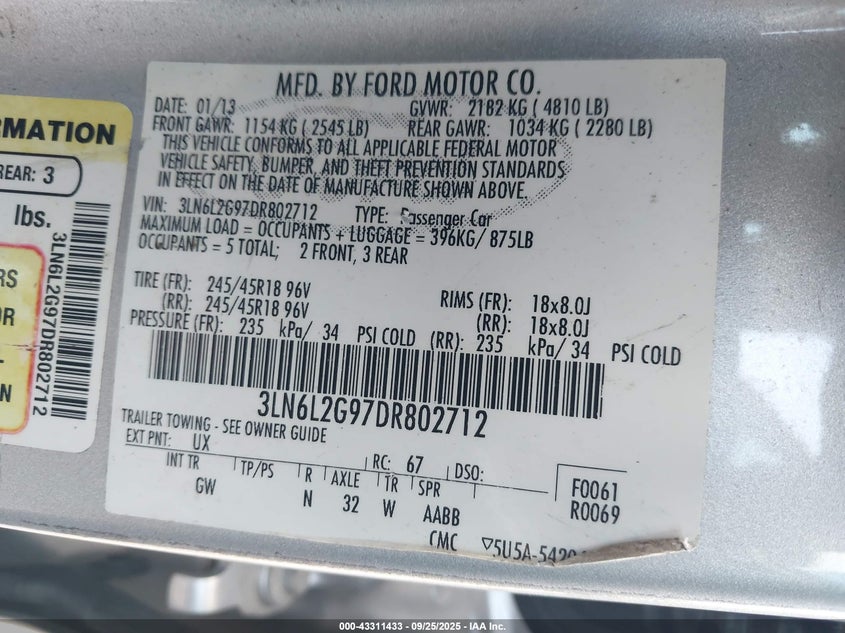 MFD. BY FORD MOTOR CO.
DATE: 01/13 GVWR: 2182 KG ( 4810 LB)
FRONT GAWR: 1154 KG ( 2545 LB) REAR GAWR: 1034 KG ( 2280 LB)
THIS VEHICLE CONFORMS TO ALL APPLICABLE FEDERAL MOTOR
VEHICLE SAFETY, BUMPER, AND THEFT PREVENTION STANDARDS
IN EFFECT ON THE DATE OF MANUFACTURE SHOWN ABOVE.
VIN: 3LN6L2G97DR802712 TYPE: Passenger Car
MAXIMUM LOAD = OCCUPANTS + LUGGAGE = 396KG/ 875LB
OCCUPANTS = 5 TOTAL; 2 FRONT, 3 REAR
TIRE (FR): 245/45R18 96V RIMS (FR): 18x8.0J
(RR): 245/45R18 96V (RR): 18x8.0J
PRESSURE (FR): 235 kPa/ 34 PSI COLD (RR): 235 kPa/ 34 PSI COLD
3LN6L2G97DR802712
TRAILER TOWING - SEE OWNER GUIDE
EXT PNT: UX RC: 67 DSO:
INT TR TP/PS R AXLE TR SPR F0061
GW N 32 W AABB R0069
CMC ▽5U5A-5420
RMATION
REAR: 3
lbs.
3LN6L2G97DR802712
RS
OR
L
N
000-43311433 - 09/25/2025 - IAA Inc.